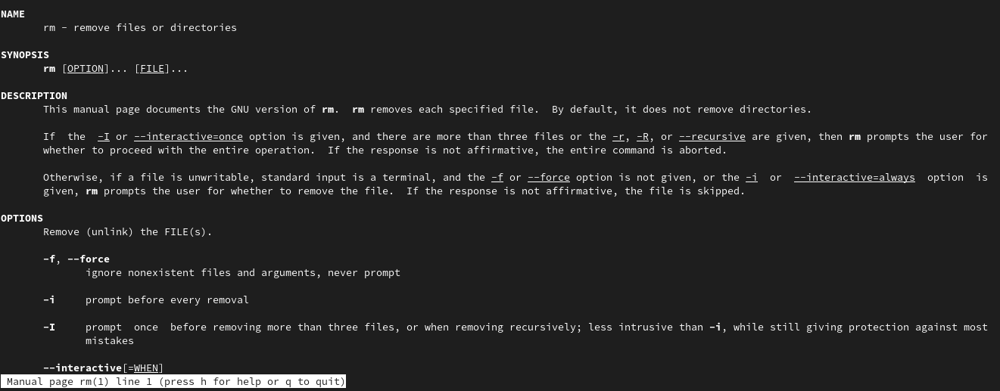 NAME
rm - remove files or directories
SYNOPSIS
rm [OPTION]... [FILE]...
DESCRIPTION
This manual page documents the GNU version of rm.  rm removes each specified file.  By default, it does not remove directories.
If  the  -I or --interactive=once option is given, and there are more than three files or the -r, -R, or --recursive are given, then rm prompts the user for
whether to proceed with the entire operation.  If the response is not affirmative, the entire command is aborted.
Otherwise, if a file is unwritable, standard input is a terminal, and the -f or --force option is not given, or the -i  or  --interactive=always  option  is
given, rm prompts the user for whether to remove the file.  If the response is not affirmative, the file is skipped.
OPTIONS
Remove (unlink) the FILE(s).
-f, --force
ignore nonexistent files and arguments, never prompt
-i     prompt before every removal
-I     prompt  once  before removing more than three files, or when removing recursively; less intrusive than -i, while still giving protection against most
mistakes
--interactive[=WHEN]
Manual page rm(1) line 1 (press h for help or q to quit)